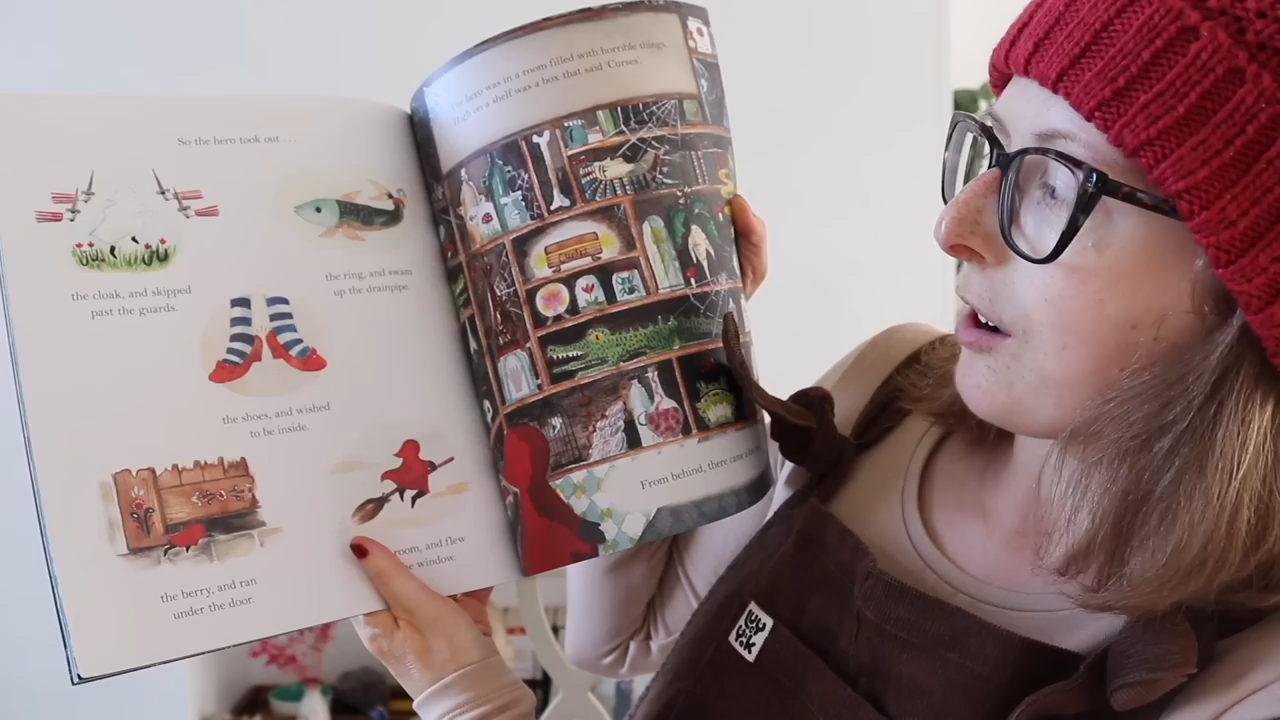 So the hero took out . . .
the cloak, and skipped
past the guards.
the ring, and swam
up the drainpipe.
the shoes, and wished
to be inside.
the berry, and ran
under the door.
room, and flew
window.
hero was in a room filled with horrible things.
High on a shelf was a box that said ‘Curses’.
From behind, there came a
LUCY
& YAK